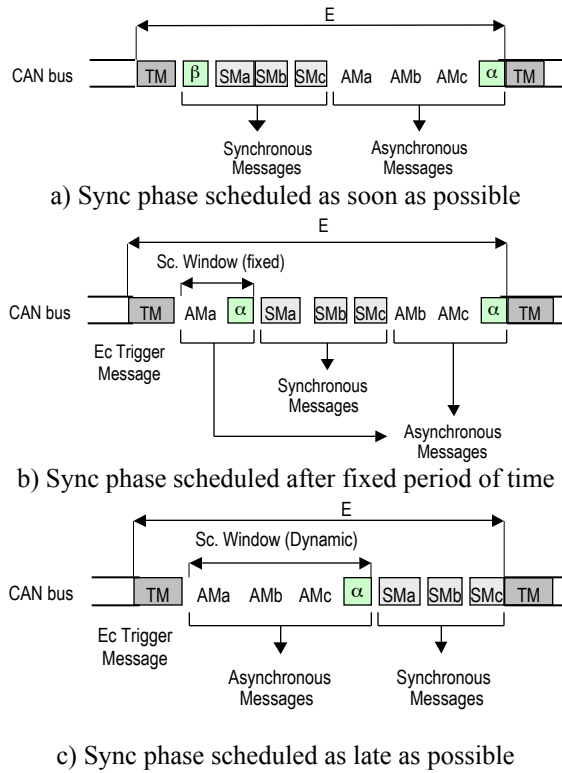 E
CAN bus TM β SMa SMb SMc AMa AMb AMc α TM
Synchronous Messages
Asynchronous Messages
a) Sync phase scheduled as soon as possible
E
Sc. Window (fixed)
CAN bus TM AMa α SMa SMb SMc AMb AMc α TM
Ec Trigger Message
Synchronous Messages
Asynchronous Messages
b) Sync phase scheduled after fixed period of time
E
Sc. Window (Dynamic)
CAN bus TM AMa AMb AMc α SMa SMb SMc TM
Ec Trigger Message
Asynchronous Messages
Synchronous Messages
c) Sync phase scheduled as late as possible